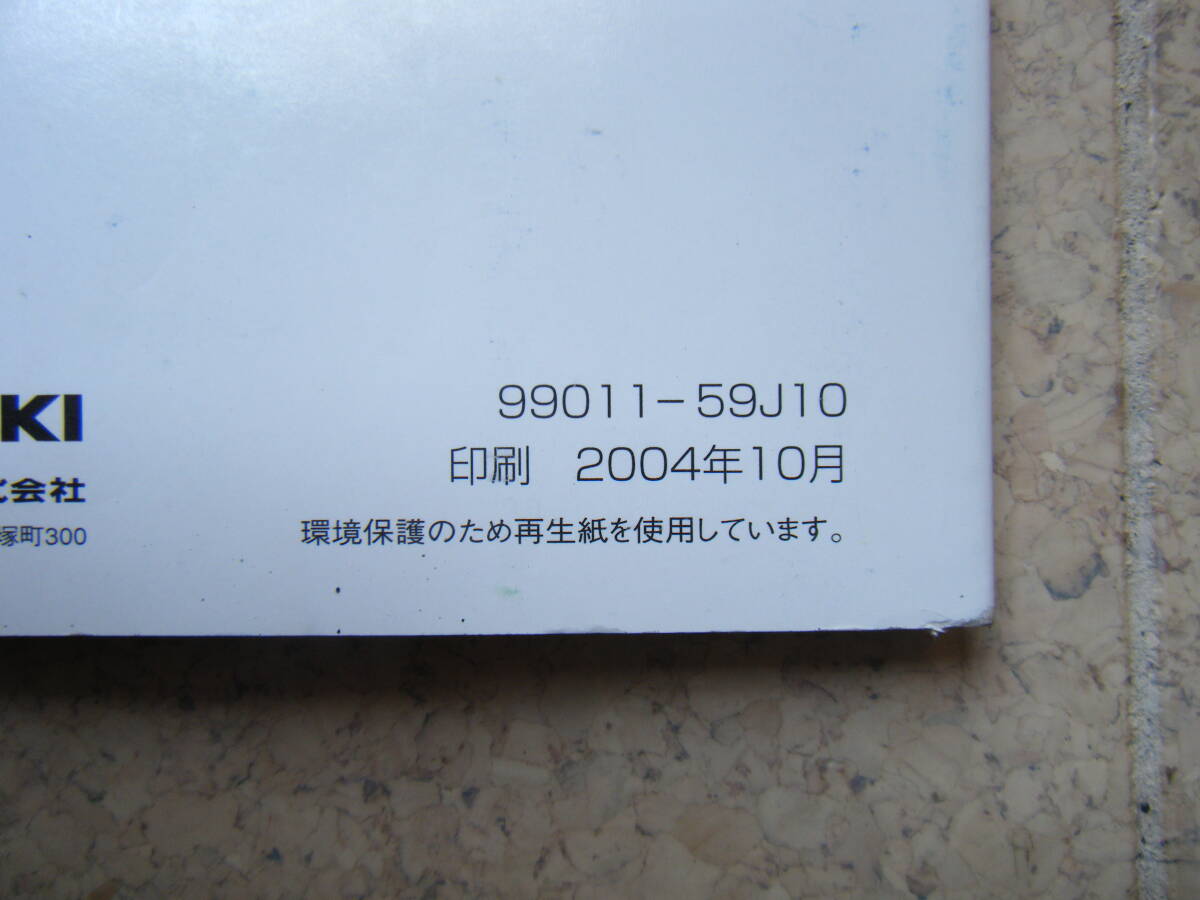 KI
会社
塚町300
99011-59J10
印刷 2004年10月
環境保護のため再生紙を使用しています。